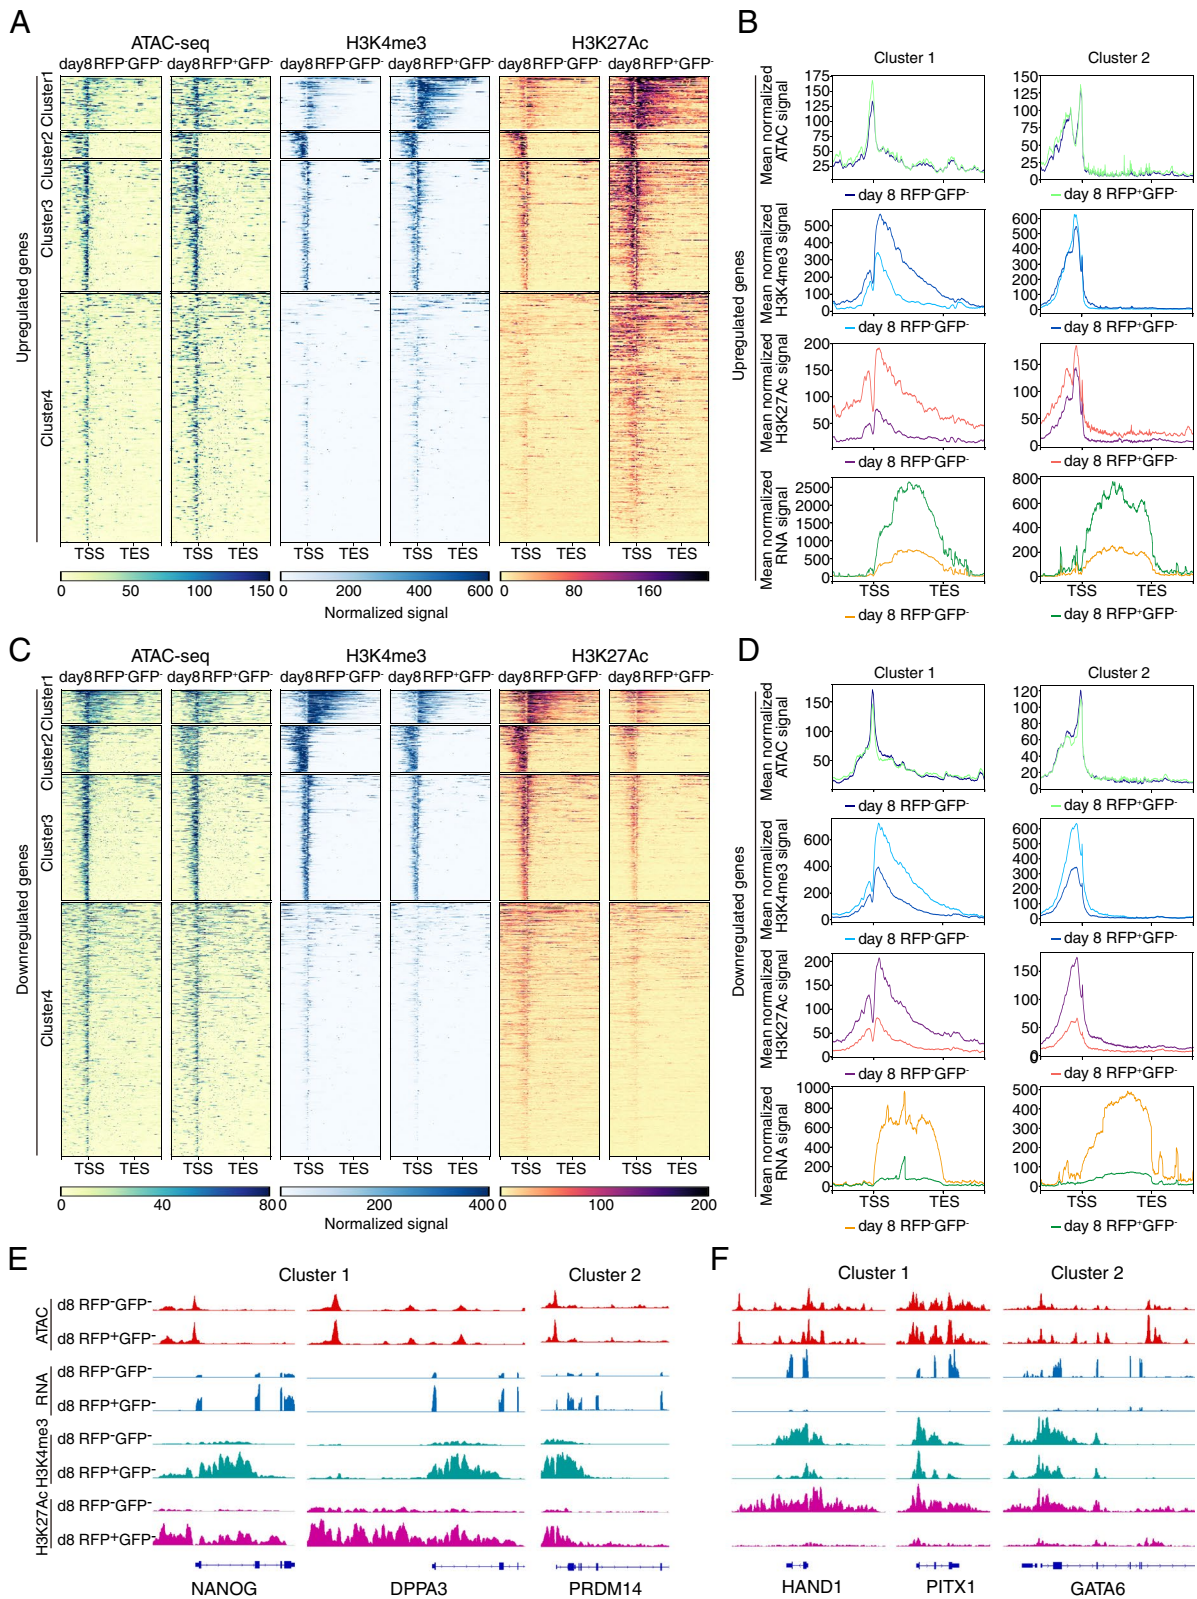 A
ATAC-seq H3K4me3 H3K27Ac
day8 RFP-GFP- day8 RFP+GFP- day8 RFP-GFP- day8 RFP+GFP- day8 RFP-GFP- day8 RFP+GFP-
Upregulated genes
Cluster1
Cluster2
Cluster3
Cluster4
TSS TES TSS TES TSS TES TSS TES TSS TES TSS TES
0 50 100 150 0 200 400 600 0 80 160
Normalized signal
B
Cluster 1 Cluster 2
Upregulated genes
Mean normalized ATAC signal
175 150 125 100 75 50 25
150 125 100 75 50 25 0
day 8 RFP-GFP- day 8 RFP+GFP-
Mean normalized H3K4me3 signal
500 400 300 200 100 0
600 500 400 300 200 100 0
day 8 RFP-GFP- day 8 RFP+GFP-
Mean normalized H3K27Ac signal
200 150 100 50
150 100 50 0
day 8 RFP-GFP- day 8 RFP+GFP-
Mean normalized RNA signal
2500 2000 1500 1000 500 0
800 600 400 200 0
TSS TES TSS TES
day 8 RFP-GFP- day 8 RFP+GFP-
C
ATAC-seq H3K4me3 H3K27Ac
day8 RFP-GFP- day8 RFP+GFP- day8 RFP-GFP- day8 RFP+GFP- day8 RFP-GFP- day8 RFP+GFP-
Downregulated genes
Cluster1
Cluster2
Cluster3
Cluster4
TSS TES TSS TES TSS TES TSS TES TSS TES TSS TES
0 40 80 0 200 400 0 100 200
Normalized signal
D
Cluster 1 Cluster 2
Downregulated genes
Mean normalized ATAC signal
150 100 50
120 100 80 60 40 20 0
day 8 RFP-GFP- day 8 RFP+GFP-
Mean normalized H3K4me3 signal
600 400 200 0
600 500 400 300 200 100 0
day 8 RFP-GFP- day 8 RFP+GFP-
Mean normalized H3K27Ac signal
200 150 100 50 0
150 100 50 0
day 8 RFP-GFP- day 8 RFP+GFP-
Mean normalized RNA signal
1000 800 600 400 200 0
500 400 300 200 100 0
TSS TES TSS TES
day 8 RFP-GFP- day 8 RFP+GFP-
E
Cluster 1 Cluster 2
ATAC
d8 RFP-GFP-
d8 RFP+GFP-
RNA
d8 RFP-GFP-
d8 RFP+GFP-
H3K4me3
d8 RFP-GFP-
d8 RFP+GFP-
H3K27Ac
d8 RFP-GFP-
d8 RFP+GFP-
NANOG DPPA3 PRDM14
F
Cluster 1 Cluster 2
HAND1 PITX1 GATA6